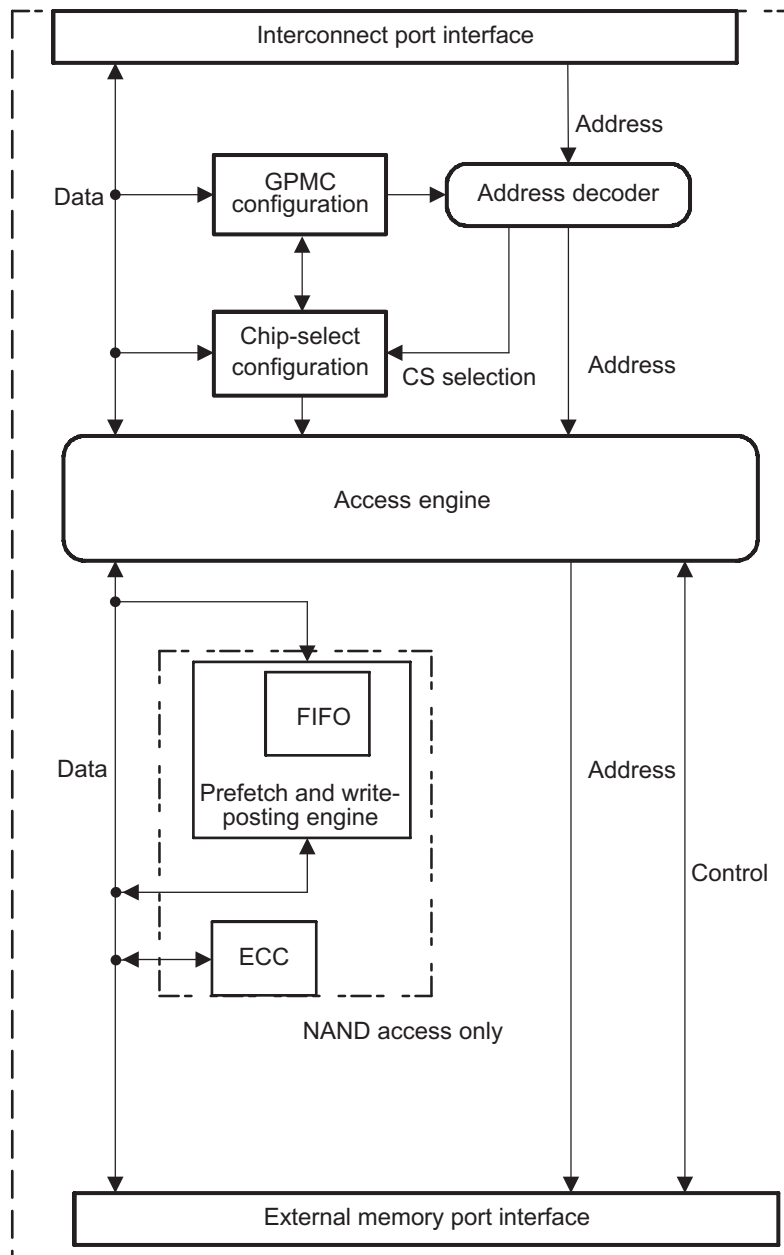 Interconnect port interface
Address
GPMC
configuration
Address decoder
Data
Chip-select
configuration
CS selection
Address
Access engine
FIFO
Data
Prefetch and write-
posting engine
Address
Control
ECC
NAND access only
External memory port interface